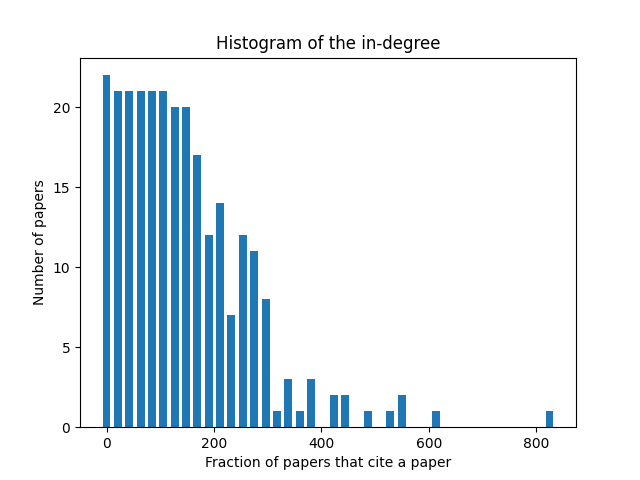 Histogram of the in-degree
Number of papers
20
15
10
5
0
0 200 400 600 800
Fraction of papers that cite a paper